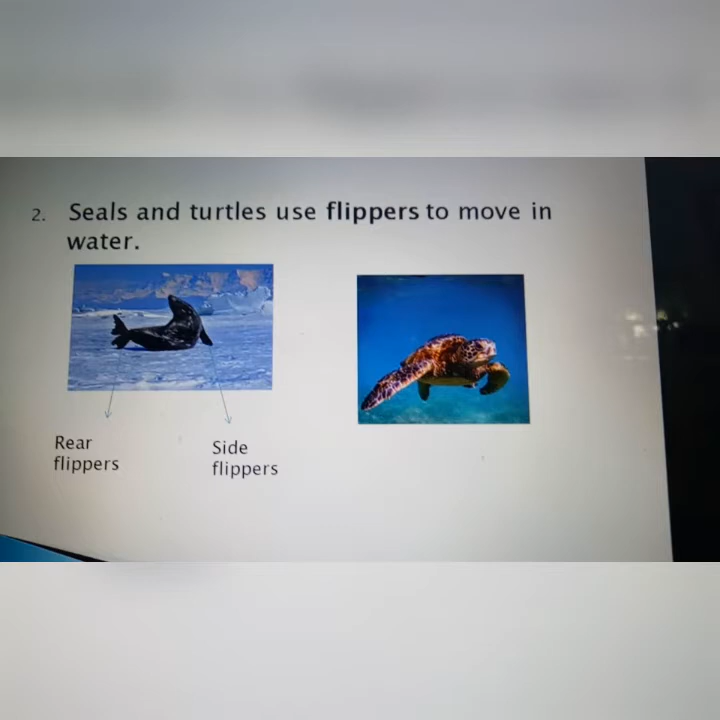 2. Seals and turtles use flippers to move in
water.
Rear
flippers
Side
flippers